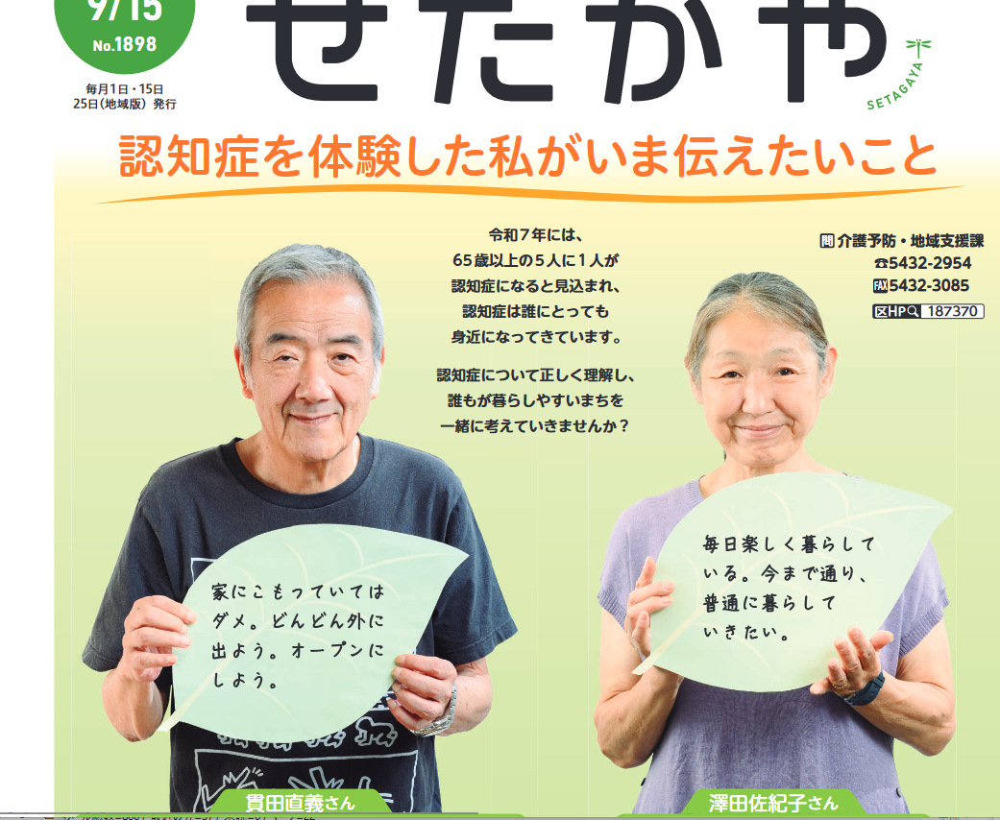 9/15
No.1898
毎月1日・15日
25日(地域版) 発行
せたがや
SETAGAYA
認知症を体験した私がいま伝えたいこと
令和7年には、
65歳以上の5人に1人が
認知症になると見込まれ、
認知症は誰にとっても
身近になってきています。
認知症について正しく理解し、
誰もが暮らしやすいまちを
一緒に考えていきませんか？
問 介護予防・地域支援課
☎5432-2954
FAX5432-3085
区HP 187370
家にこもっていては
ダメ。どんどん外に
出よう。オープンに
しよう。
毎日楽しく暮らして
いる。今まで通り、
普通に暮らして
いきたい。
貫田直義さん
澤田佐紀子さん